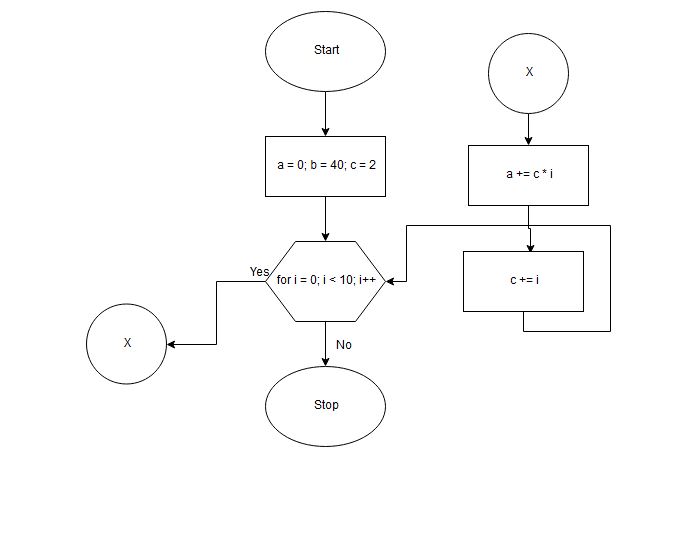 Start
X
a = 0; b = 40; c = 2
a += c * i
Yes
for i = 0; i < 10; i++
c += i
X
No
Stop